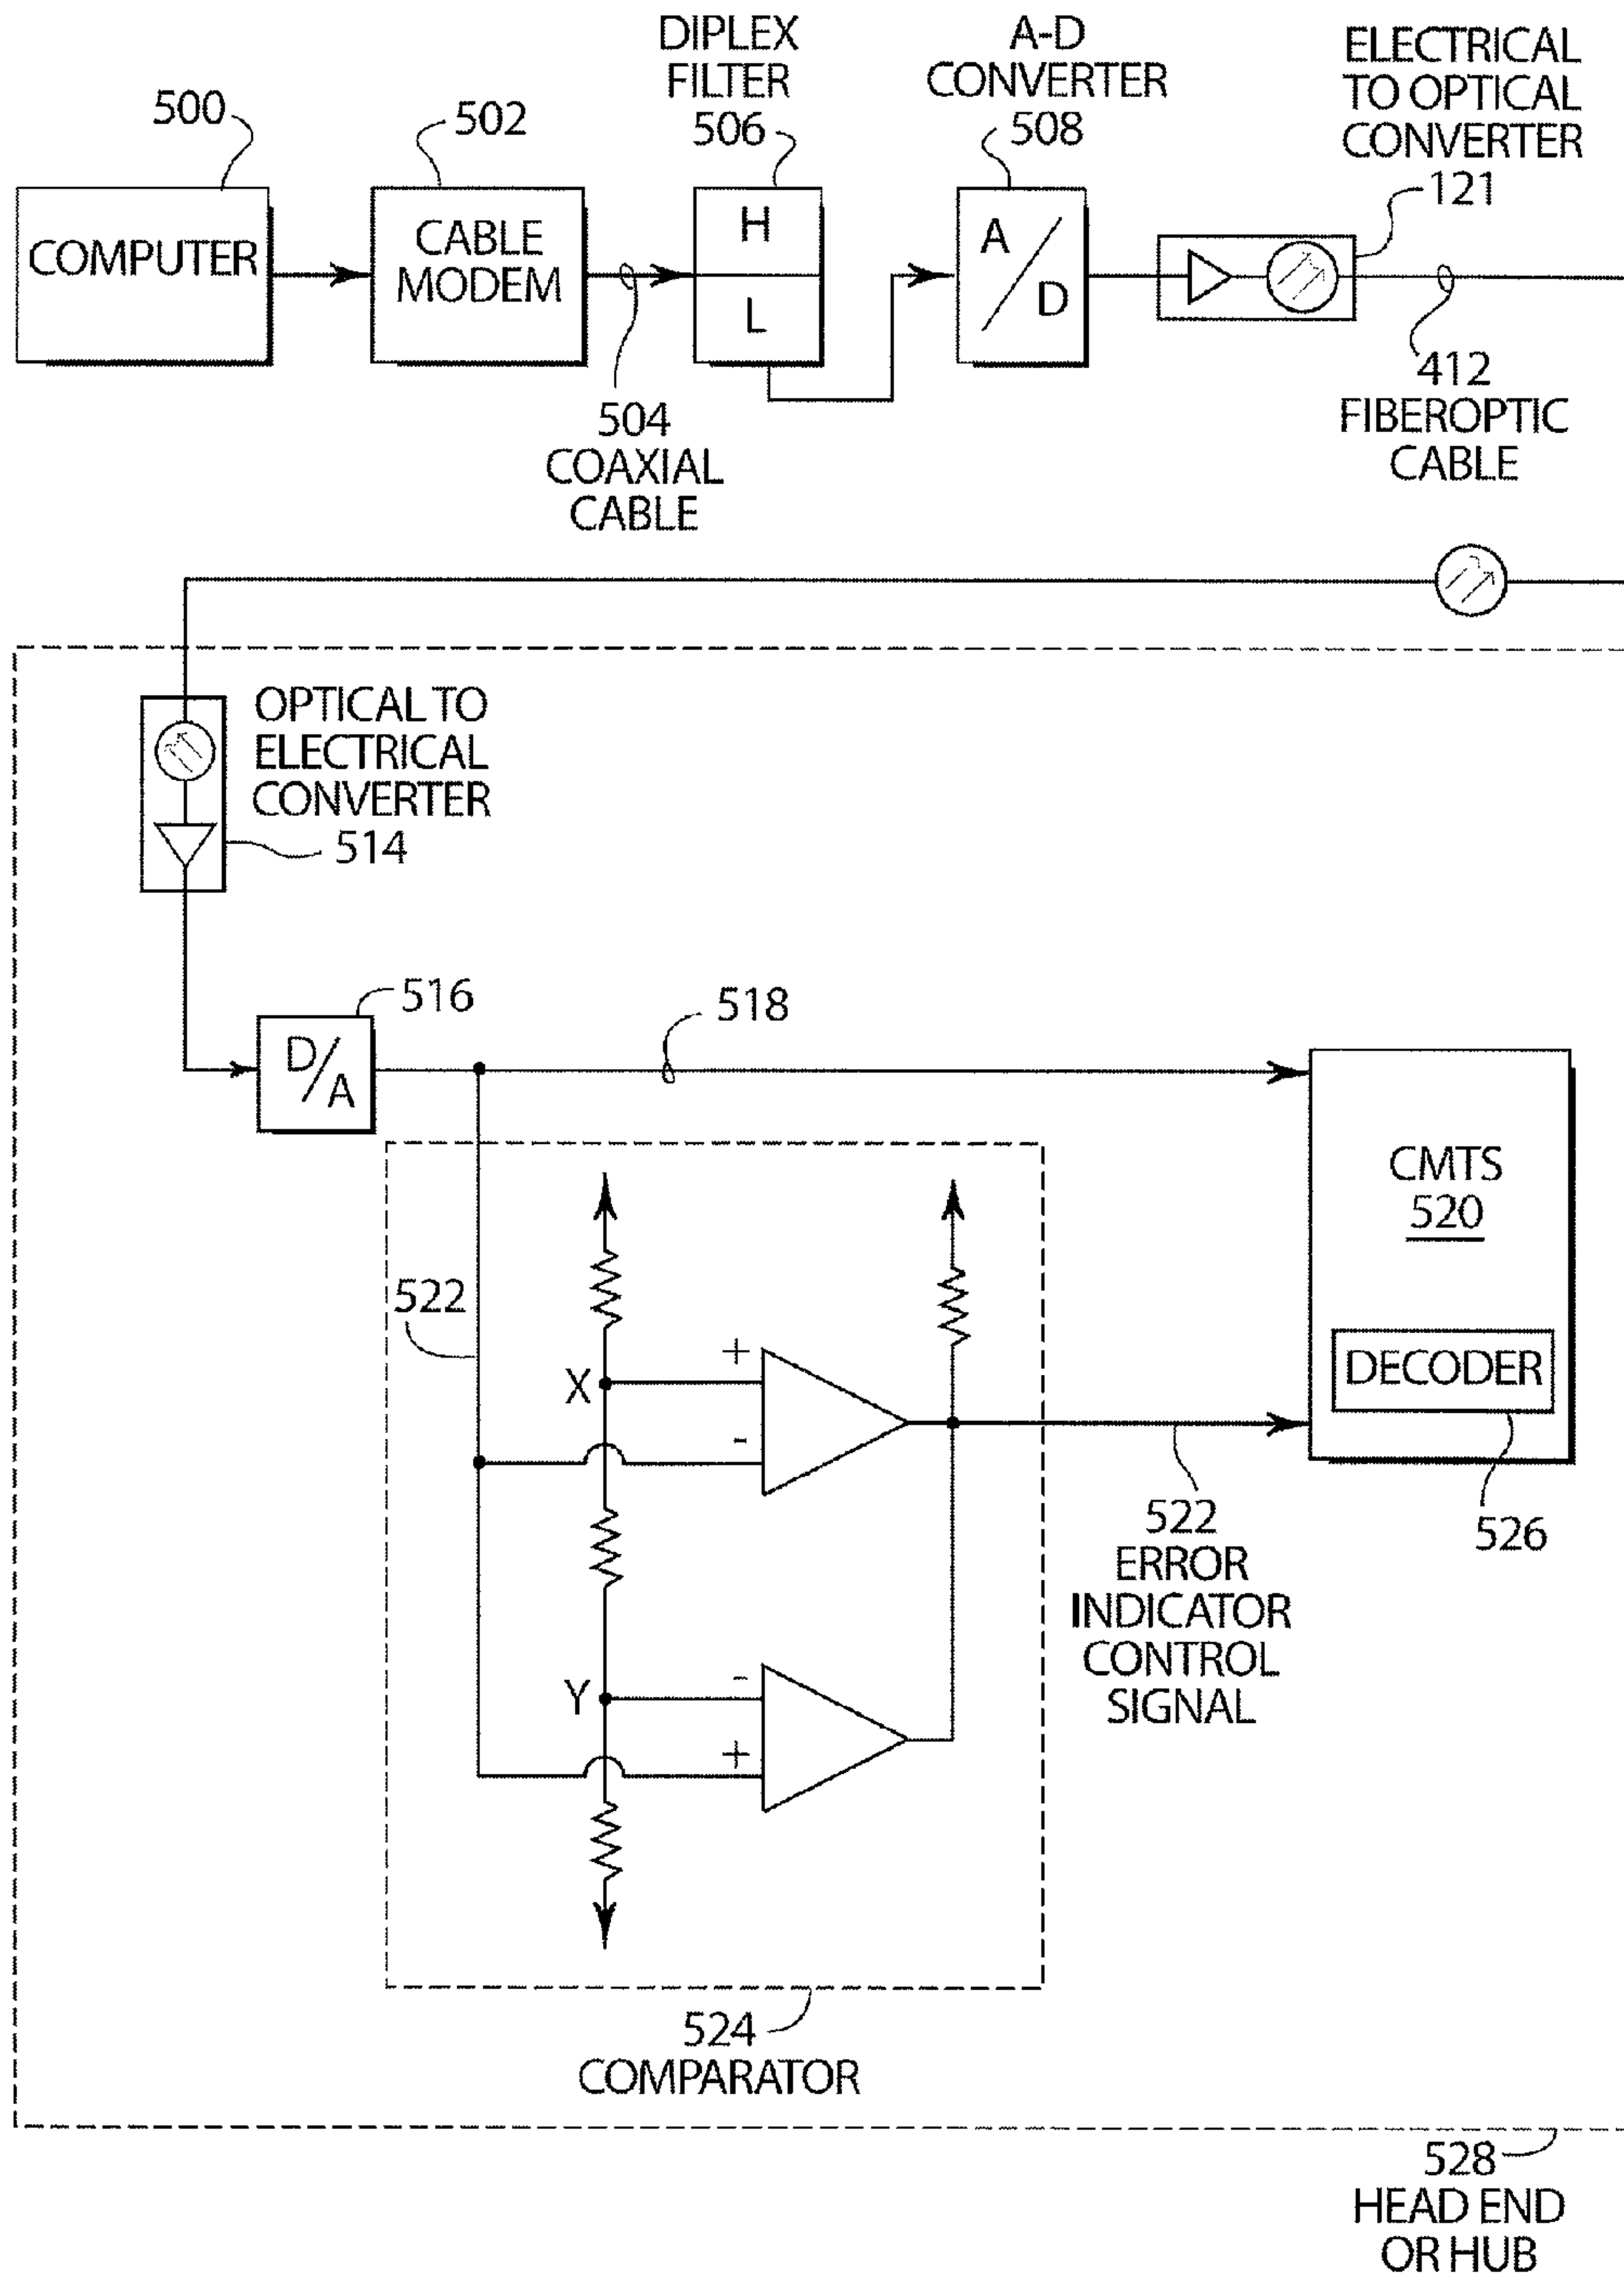 DIPLEX
FILTER
506
A-D
CONVERTER
508
ELECTRICAL
TO OPTICAL
CONVERTER
121
500
502
COMPUTER
CABLE
MODEM
H
L
A
D
504
COAXIAL
CABLE
412
FIBEROPTIC
CABLE
OPTICAL TO
ELECTRICAL
CONVERTER
514
516
D/A
518
CMTS
520
DECODER
526
522
X
+
-
Y
-
+
522
ERROR
INDICATOR
CONTROL
SIGNAL
524
COMPARATOR
528
HEAD END
OR HUB